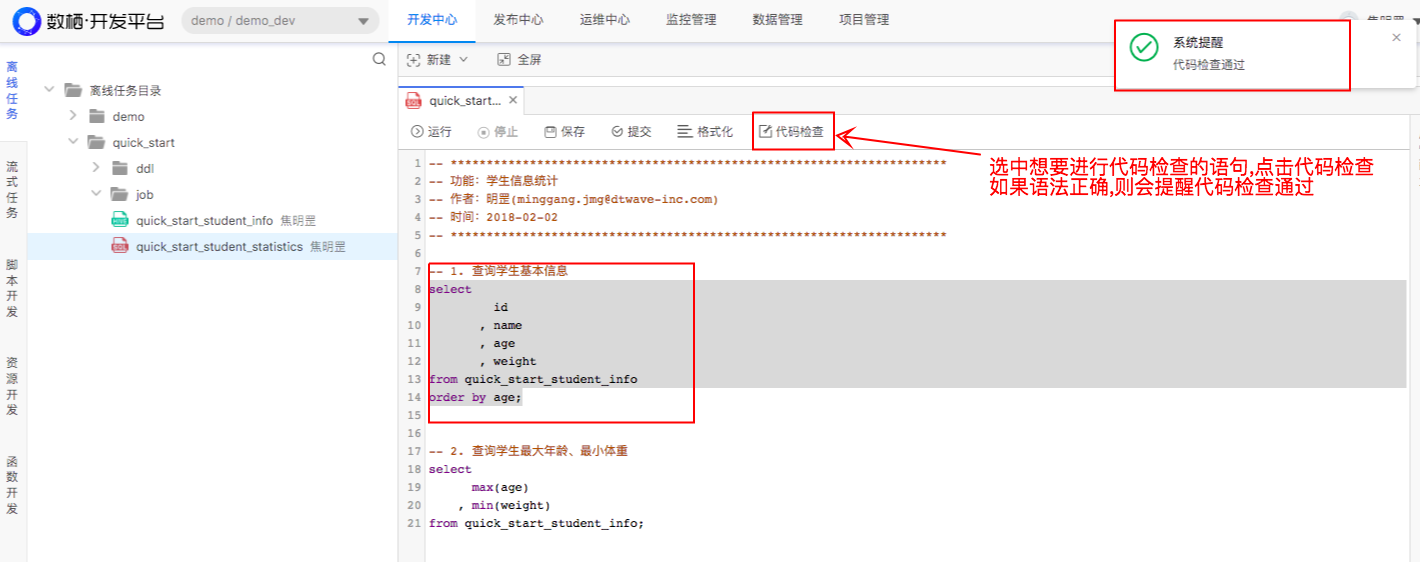 数栖·开发平台
demo / demo_dev
开发中心
发布中心
运维中心
监控管理
数据管理
项目管理
系统提醒
代码检查通过
离线任务
流式任务
脚本开发
资源开发
函数开发
离线任务目录
demo
quick_start
ddl
job
quick_start_student_info 焦明罡
quick_start_student_statistics 焦明罡
新建
全屏
quick_start...
运行
停止
保存
提交
格式化
代码检查
选中想要进行代码检查的语句,点击代码检查
如果语法正确,则会提醒代码检查通过
1 -- *********************************************************************
2 -- 功能: 学生信息统计
3 -- 作者: 明罡(minggang.jmg@dtwave-inc.com)
4 -- 时间: 2018-02-02
5 -- *********************************************************************
6
7 -- 1. 查询学生基本信息
8 select
9 id
10 , name
11 , age
12 , weight
13 from quick_start_student_info
14 order by age;
15
16
17 -- 2. 查询学生最大年龄、最小体重
18 select
19 max(age)
20 , min(weight)
21 from quick_start_student_info;